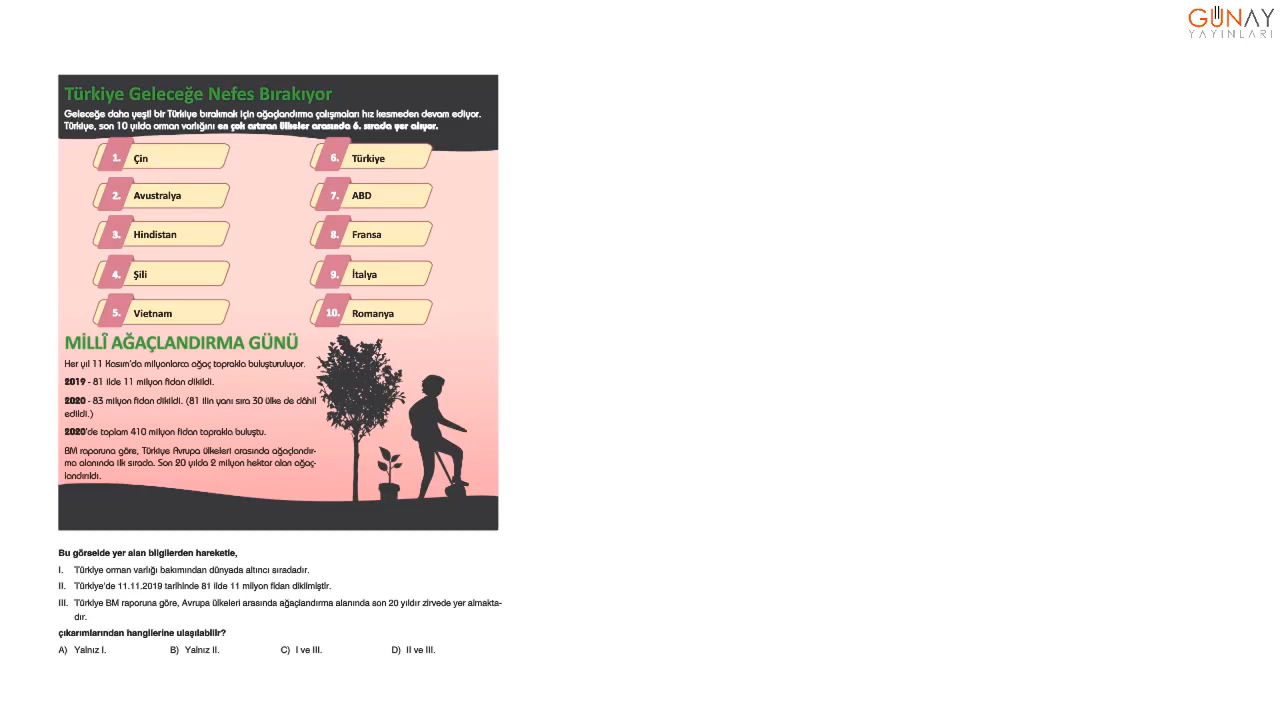 GÜNAY
YAYINLARI
Türkiye Geleceğe Nefes Bırakıyor
Geleceğe daha yeşil bir Türkiye bırakmak için ağaçlandırma çalışmaları hız kesmeden devam ediyor.
Türkiye, son 10 yılda orman varlığını en çok artıran ülkeler arasında 6. sırada yer alıyor.
1. Çin
2. Avustralya
3. Hindistan
4. Şili
5. Vietnam
6. Türkiye
7. ABD
8. Fransa
9. İtalya
10. Romanya
MİLLÎ AĞAÇLANDIRMA GÜNÜ
Her yıl 11 Kasım'da milyonlarca ağaç toprakla buluşturuluyor.
2019 - 81 ilde 11 milyon fidan dikildi.
2020 - 83 milyon fidan dikildi. (81 ilin yanı sıra 30 ülke de dâhil
edildi.)
2020'de toplam 410 milyon fidan toprakla buluştu.
BM raporuna göre, Türkiye Avrupa ülkeleri arasında ağaçlandır-
ma alanında ilk sırada. Son 20 yılda 2 milyon hektar alan ağaç-
landırıldı.
Bu görselde yer alan bilgilerden hareketle,
I. Türkiye orman varlığı bakımından dünyada altıncı sıradadır.
II. Türkiye'de 11.11.2019 tarihinde 81 ilde 11 milyon fidan dikilmiştir.
III. Türkiye BM raporuna göre, Avrupa ülkeleri arasında ağaçlandırma alanında son 20 yıldır zirvede yer almakta-
dır.
çıkarımlarından hangilerine ulaşılabilir?
A) Yalnız I. B) Yalnız II. C) I ve III. D) II ve III.